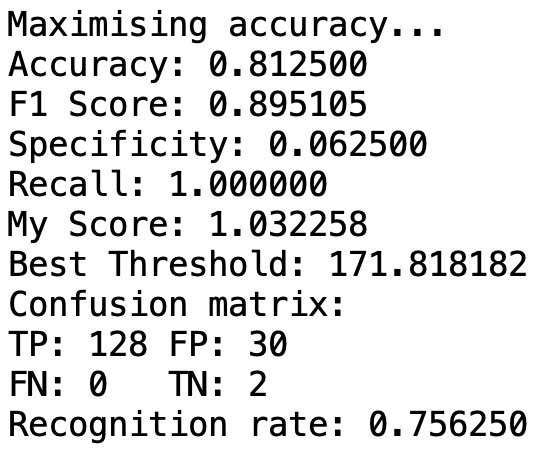 Maximising accuracy...
Accuracy: 0.812500
F1 Score: 0.895105
Specificity: 0.062500
Recall: 1.000000
My Score: 1.032258
Best Threshold: 171.818182
Confusion matrix:
TP: 128 FP: 30
FN: 0   TN: 2
Recognition rate: 0.756250